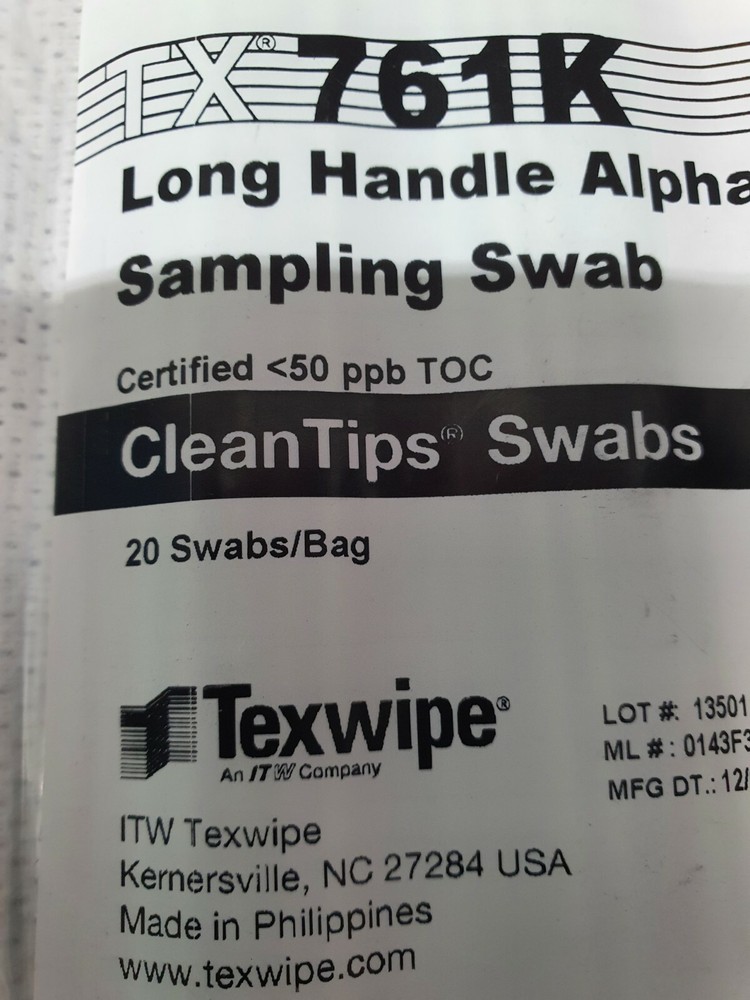 TX® 761K
Long Handle Alpha
Sampling Swab
Certified <50 ppb TOC
CleanTips® Swabs
20 Swabs/Bag
Texwipe®
An ITW Company
LOT #: 13501
ML # : 0143F3
MFG DT.: 12/
ITW Texwipe
Kernersville, NC 27284 USA
Made in Philippines
www.texwipe.com